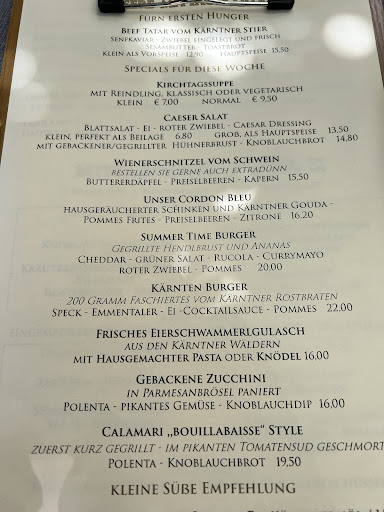 Fürn ersten Hunger
Beef Tatar vom Kärntner Stier
Senfkaviar - Zwiebel eingelegt und frisch
- Sesambutter - Toastbrot
klein als Vorspeise 12,90 Hauptspeise 15,50
Specials für diese Woche
Kirchtagssuppe
mit Reindling, klassisch oder vegetarisch
klein € 7,00 normal € 9,50
Caeser Salat
Blattsalat - Ei - roter Zwiebel - Caesar Dressing
klein, perfekt als Beilage 6.80 grob, als Hauptspeise 13,50
mit gebackener/gegrillter Hühnerbrust - Knoblauchbrot 14,80
Wienerschnitzel vom Schwein
bestellen sie gerne auch extradünn
Buttererdäpfel - Preiselbeeren - Kapern 15,50
Unser Cordon Bleu
Hausgeräucherter Schinken und Kärntner Gouda -
Pommes Frites - Preiselbeeren - Zitrone 16.20
Summer Time Burger
Gegrillte Hendlbrust und Ananas
Cheddar - grüner Salat - Rucola - Currymayo
roter Zwiebel - Pommes 20.00
Kärnten Burger
200 Gramm Faschiertes vom Kärntner Rostbraten
Speck - Emmentaler - Ei -Cocktailsauce - Pommes 22.00
Frisches Eierschwammerlgulasch
aus den Kärntner Wäldern
mit Hausgemachter Pasta oder Knödel 16.00
Gebackene Zucchini
in Parmesanbrösel paniert
Polenta - pikantes Gemüse - Knoblauchdip 16,00
Calamari „bouillabaisse“ Style
zuerst kurz gegrillt - im pikanten Tomatensud geschmort
Polenta - Knoblauchbrot 19,50
kleine Sübe Empfehlung